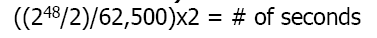 ((2⁴⁸/2)/62,500)x2 = # of seconds